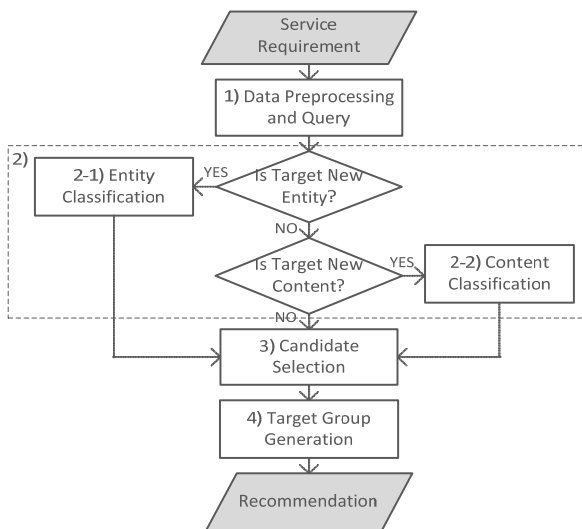 Service
Requirement
1) Data Preprocessing
and Query
2)
Is Target New
Entity?
YES
2-1) Entity
Classification
NO
Is Target New
Content?
YES
2-2) Content
Classification
NO
3) Candidate
Selection
4) Target Group
Generation
Recommendation